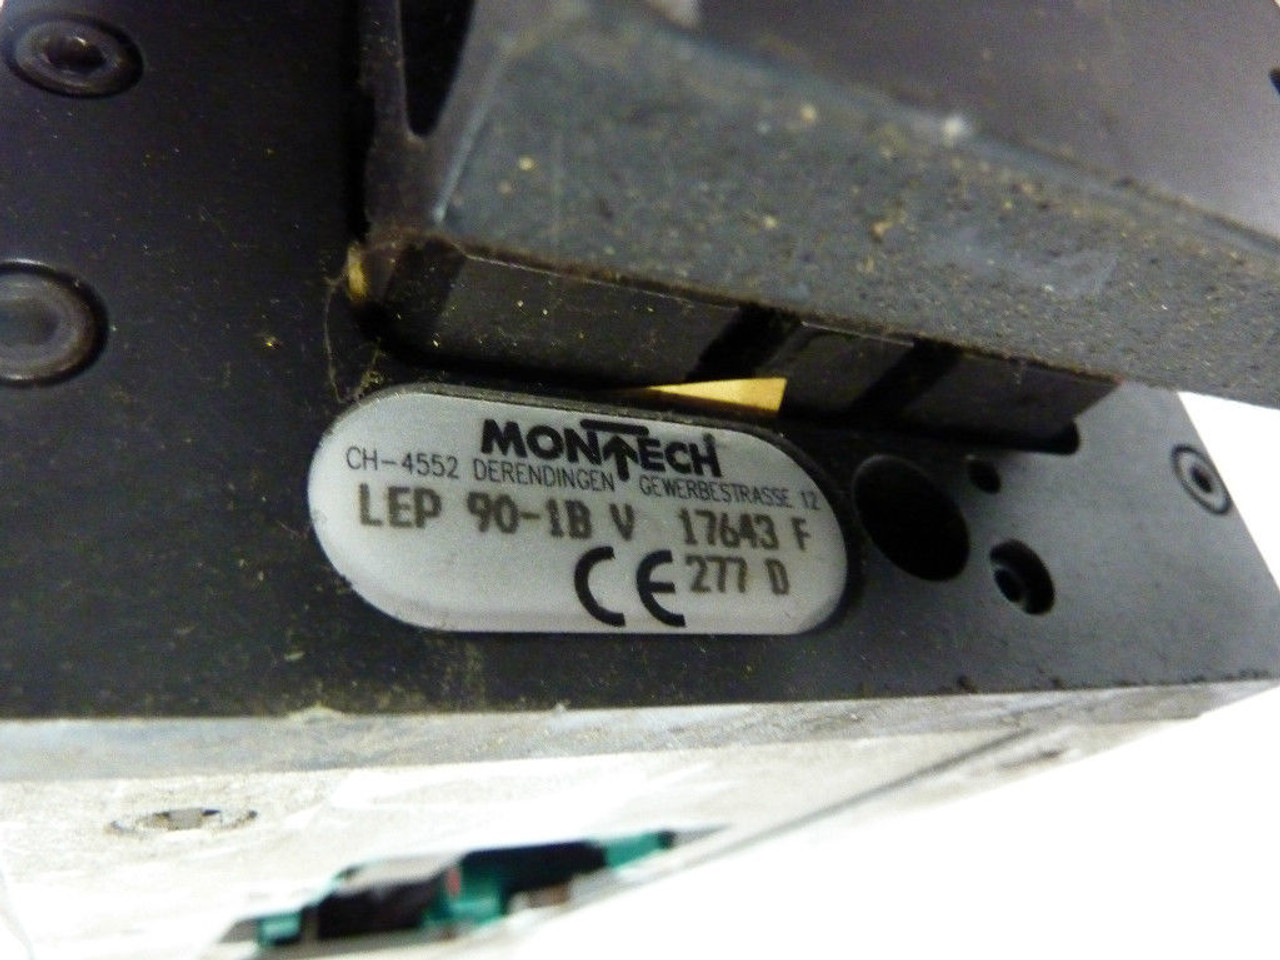 MONTECH
CH-4552 DERENDINGEN GEWERBESTRASSE 12
LEP 90-1B V 17643 F
CE 277 D